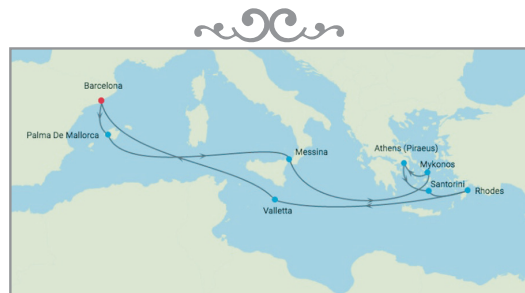 Barcelona
Palma De Mallorca
Messina
Athens (Piraeus)
Mykonos
Santorini
Rhodes
Valletta